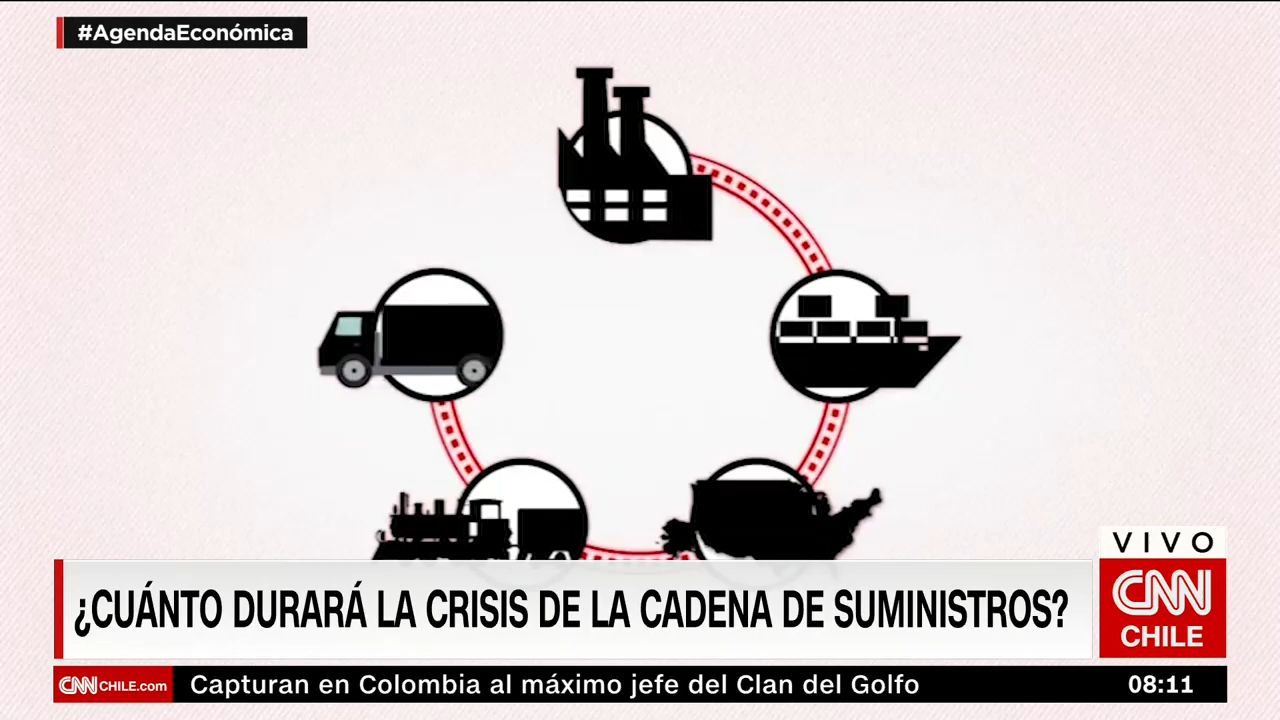 #AgendaEconómica
VIVO
¿CUÁNTO DURARÁ LA CRISIS DE LA CADENA DE SUMINISTROS?
CNN
CHILE
CNNCHILE.com
Capturan en Colombia al máximo jefe del Clan del Golfo
08:11